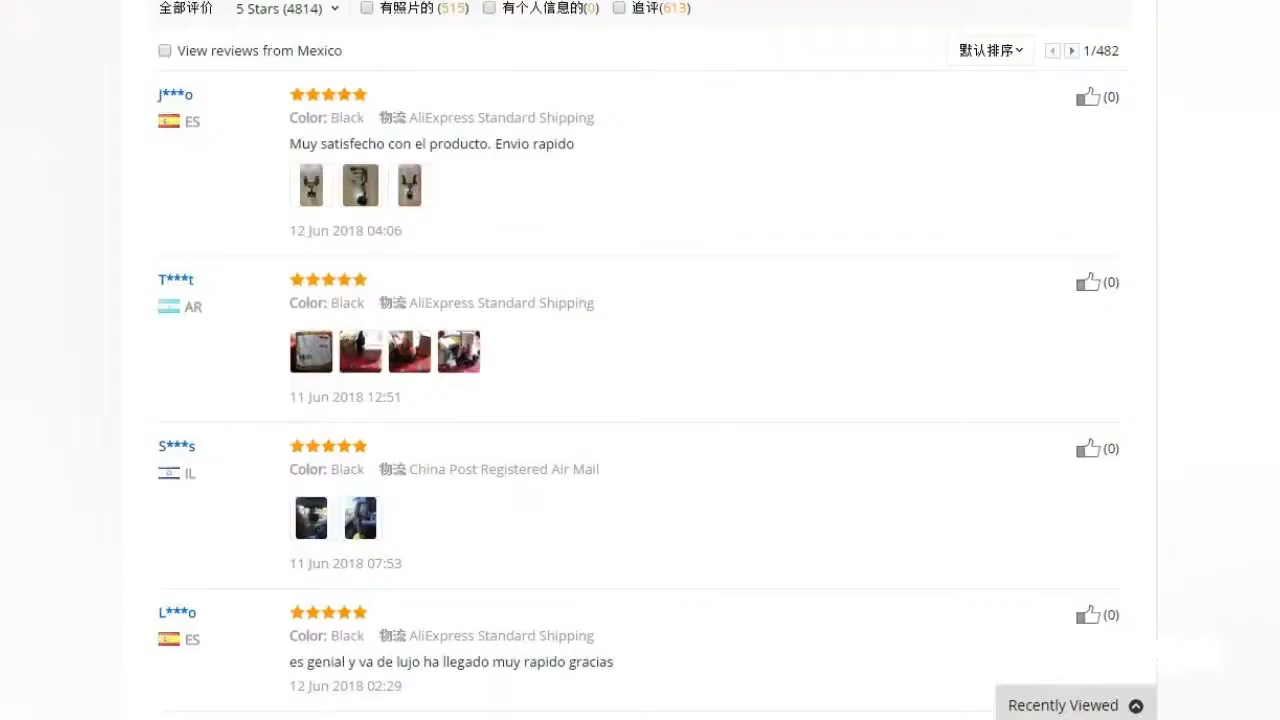 全部评价 5 Stars (4814) 有照片的 (515) 有个人信息的(0) 追评(613)
View reviews from Mexico 默认排序 1/482
J***o
ES
Color: Black 物流 AliExpress Standard Shipping
Muy satisfecho con el producto. Envio rapido
12 Jun 2018 04:06
(0)
T***t
AR
Color: Black 物流 AliExpress Standard Shipping
11 Jun 2018 12:51
(0)
S***s
IL
Color: Black 物流 China Post Registered Air Mail
11 Jun 2018 07:53
(0)
L***o
ES
Color: Black 物流 AliExpress Standard Shipping
es genial y va de lujo ha llegado muy rapido gracias
12 Jun 2018 02:29
(0)
Recently Viewed